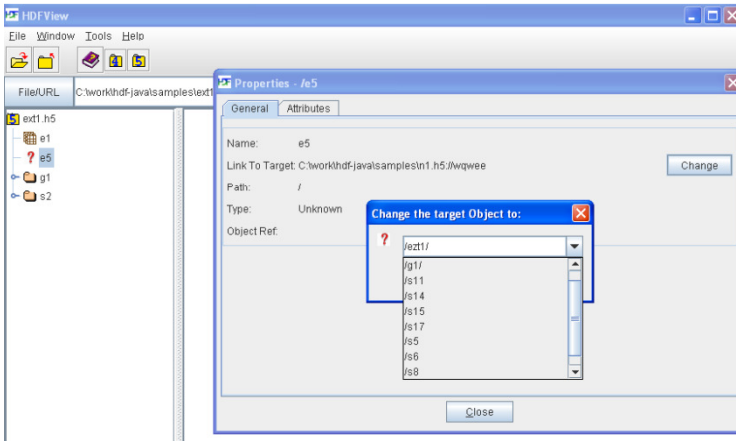 HDFView
File Window Tools Help
File/URL C:\work\hdf-java\samples\ext1
ext1.h5
e1
e5
g1
s2
Properties - /e5
General Attributes
Name: e5
Link To Target: C:\work\hdf-java\samples\n1.h5://wqwee
Change
Path: /
Type: Unknown
Object Ref:
Change the target Object to:
/ezt1/
/g1/
/s11
/s14
/s15
/s17
/s5
/s6
/s8
Close